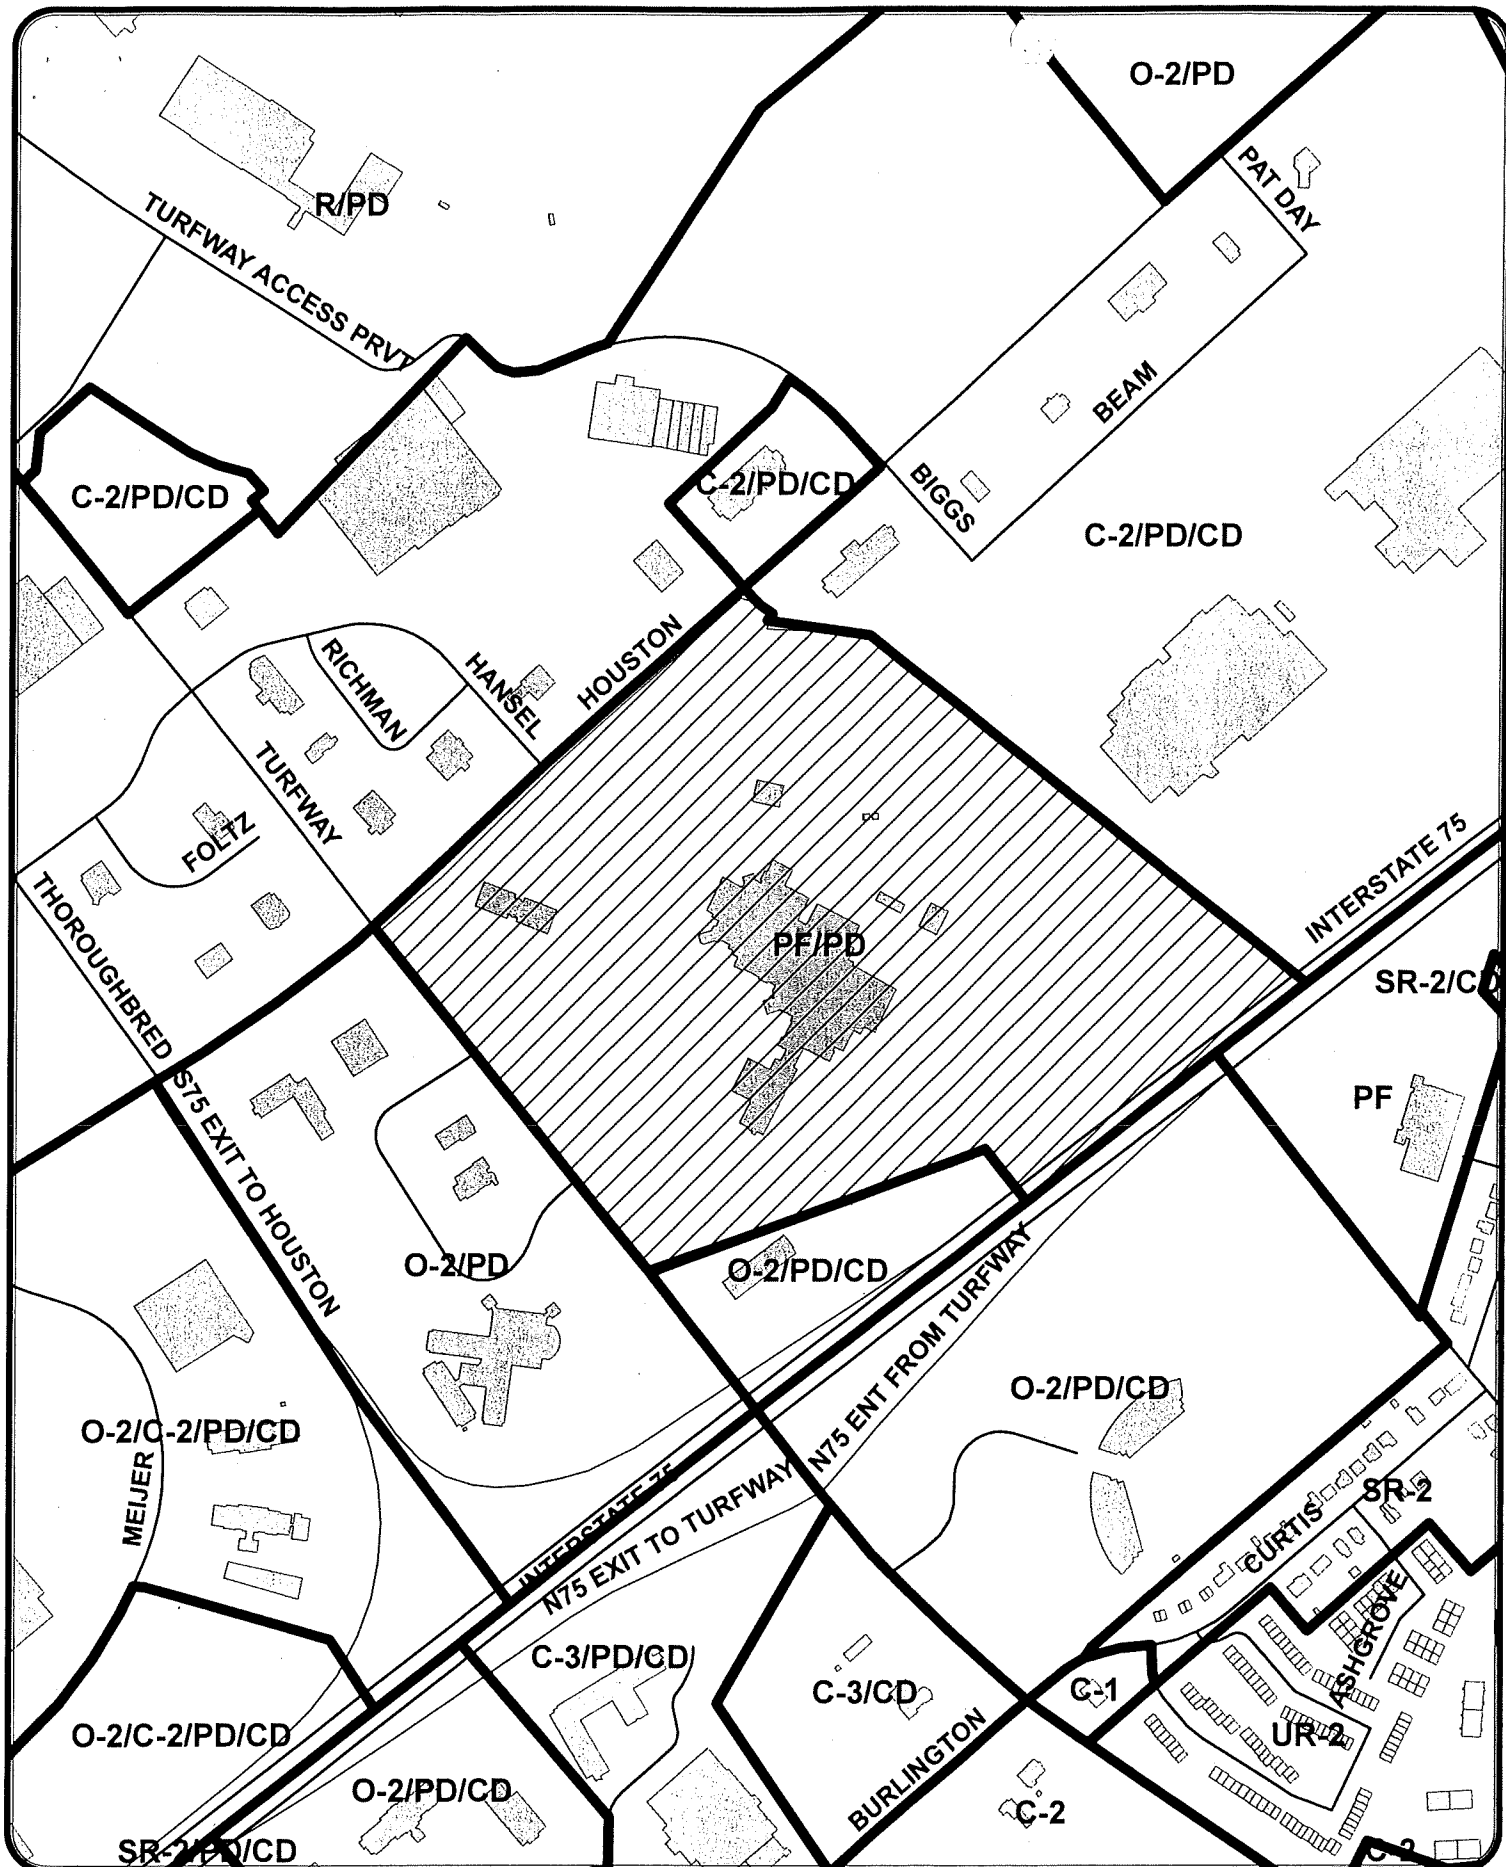 O-2/PD
PAT DAY
R/PD
TURFWAY ACCESS PRVT
BEAM
C-2/PD/CD
C-2/PD/CD
BIGGS
C-2/PD/CD
HOUSTON
RICHMAN
HANSEL
TURFWAY
FOLTZ
INTERSTATE 75
THOROUGHBRED
PF/PD
SR-2/CD
S75 EXIT TO HOUSTON
PF
O-2/PD
O-2/PD/CD
N75 ENT FROM TURFWAY
O-2/PD/CD
O-2/C-2/PD/CD
MEIJER
INTERSTATE 75
N75 EXIT TO TURFWAY
SR-2
CURTIS
ASHGROVE
C-3/PD/CD
C-3/CD
C-1
O-2/C-2/PD/CD
UR-2
BURLINGTON
O-2/PD/CD
C-2
SR-2/PD/CD
C-2